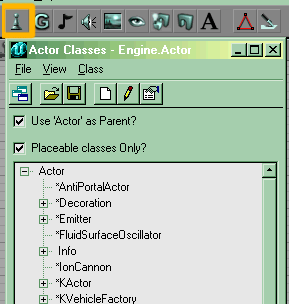 G A
Actor Classes - Engine.Actor
File View Class
Use 'Actor' as Parent?
Placeable classes Only?
Actor
*AntiPortalActor
*Decoration
*Emitter
*FluidSurfaceOscillator
Info
*IonCannon
*KActor
*KVehicleFactory